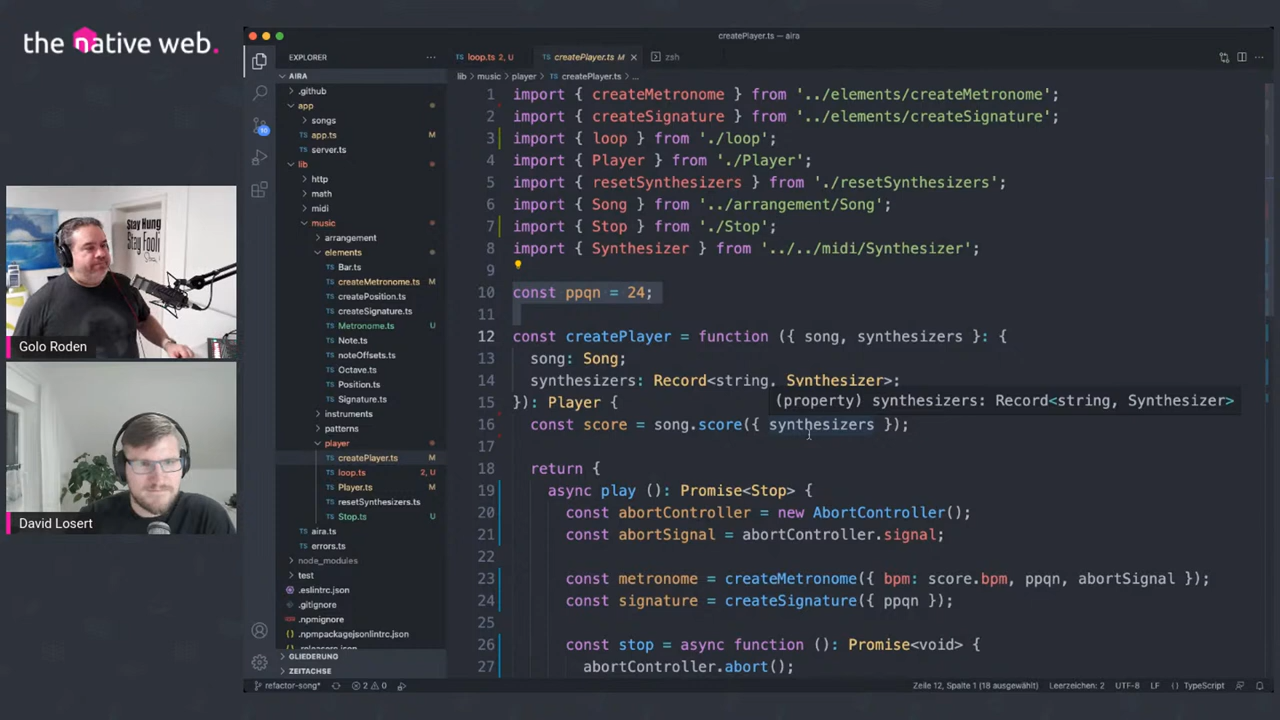 the native web.
createPlayer.ts — aira
EXPLORER
loop.ts 2, U
createPlayer.ts M
zsh
AIRA
lib > music > player > createPlayer.ts > ...
.github
app
songs
app.ts M
server.ts
lib
http
math
midi
music
arrangement
elements
Bar.ts
createMetronome.ts M
createPosition.ts
createSignature.ts
Metronome.ts U
Note.ts
noteOffsets.ts
Octave.ts
Position.ts
Signature.ts
instruments
patterns
player
createPlayer.ts M
loop.ts 2, U
Player.ts M
resetSynthesizers.ts
Stop.ts U
aira.ts
errors.ts
node_modules
test
.eslintrc.json
.gitignore
.npmignore
.npmpackagejsonlintrc.json
GLIEDERUNG
ZEITACHSE
1 import { createMetronome } from '../elements/createMetronome';
2 import { createSignature } from '../elements/createSignature';
3 import { loop } from './loop';
4 import { Player } from './Player';
5 import { resetSynthesizers } from './resetSynthesizers';
6 import { Song } from '../arrangement/Song';
7 import { Stop } from './Stop';
8 import { Synthesizer } from '../../midi/Synthesizer';
9
10 const ppqn = 24;
11
12 const createPlayer = function ({ song, synthesizers }: {
13 song: Song;
14 synthesizers: Record<string, Synthesizer>;
15 }): Player {
(property) synthesizers: Record<string, Synthesizer>
16 const score = song.score({ synthesizers });
17
18 return {
19 async play (): Promise<Stop> {
20 const abortController = new AbortController();
21 const abortSignal = abortController.signal;
22
23 const metronome = createMetronome({ bpm: score.bpm, ppqn, abortSignal });
24 const signature = createSignature({ ppqn });
25
26 const stop = async function (): Promise<void> {
27 abortController.abort();
10
Stay Hung
Stay Fooli
Golo Roden
David Losert
refactor-song*
2 0
Zeile 12, Spalte 1 (18 ausgewählt)
Leerzeichen: 2
UTF-8
LF
{ } TypeScript